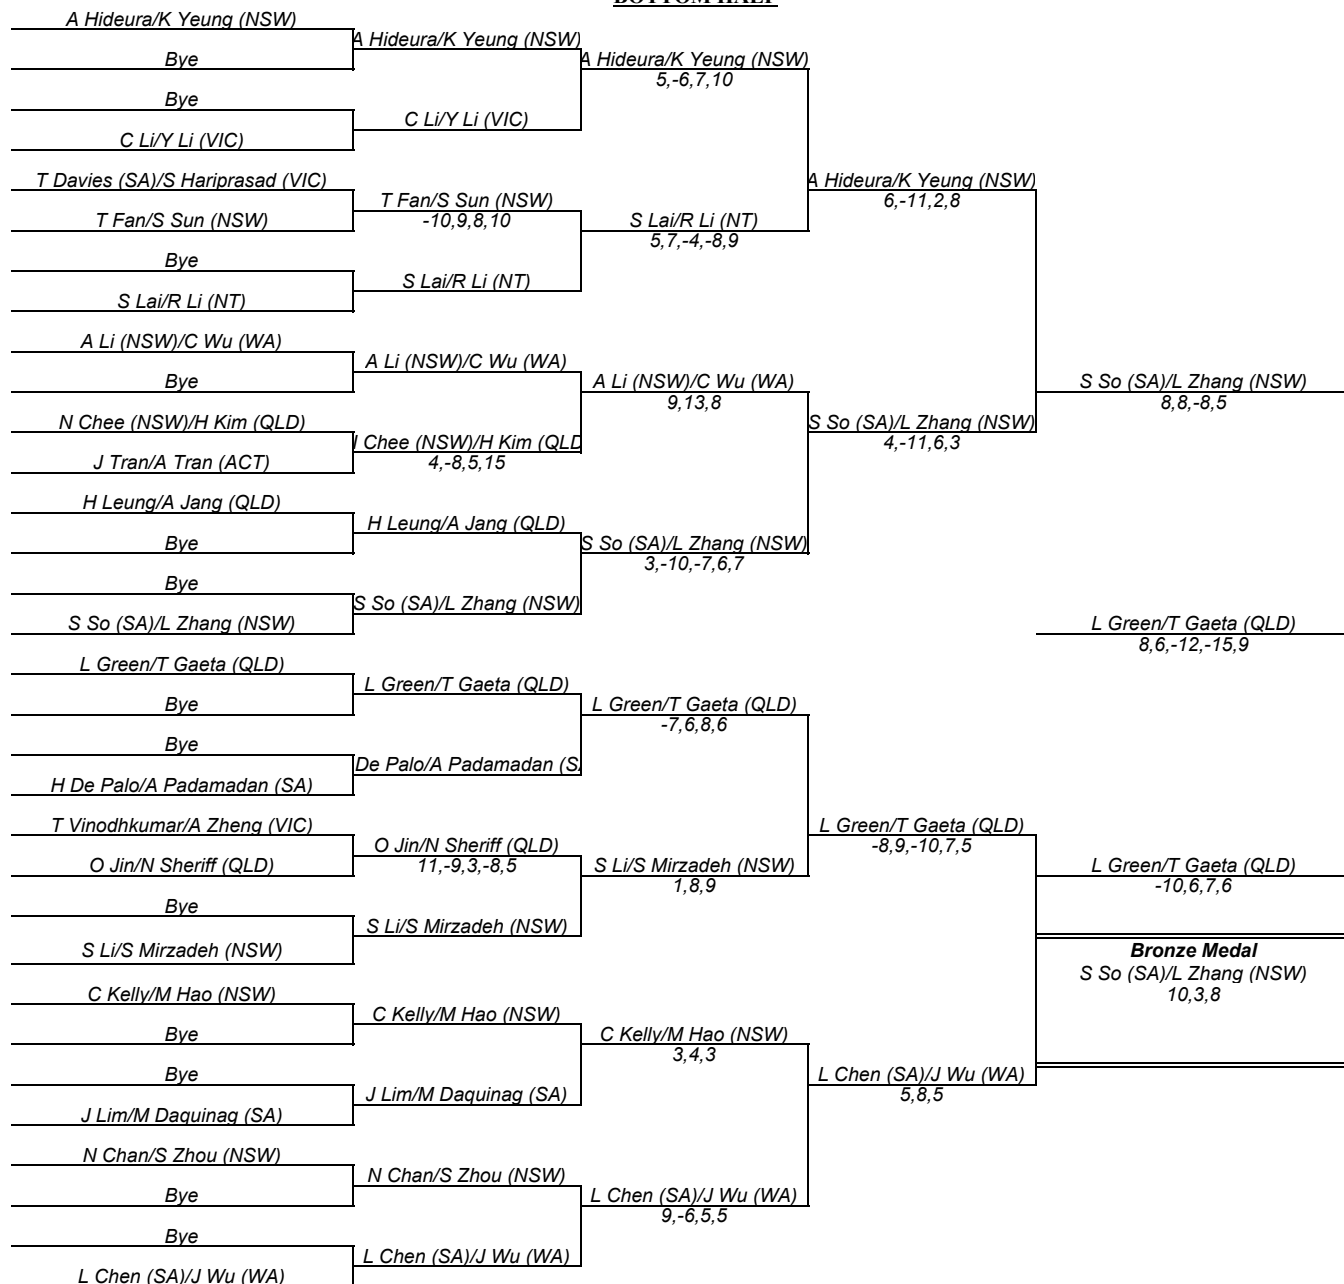 BOTTOM HALF
A Hideura/K Yeung (NSW)
Bye
Bye
C Li/Y Li (VIC)
T Davies (SA)/S Hariprasad (VIC)
T Fan/S Sun (NSW)
Bye
S Lai/R Li (NT)
A Li (NSW)/C Wu (WA)
Bye
N Chee (NSW)/H Kim (QLD)
J Tran/A Tran (ACT)
H Leung/A Jang (QLD)
Bye
Bye
S So (SA)/L Zhang (NSW)
L Green/T Gaeta (QLD)
Bye
Bye
H De Palo/A Padamadan (SA)
T Vinodhkumar/A Zheng (VIC)
O Jin/N Sheriff (QLD)
Bye
S Li/S Mirzadeh (NSW)
C Kelly/M Hao (NSW)
Bye
Bye
J Lim/M Daquinag (SA)
N Chan/S Zhou (NSW)
Bye
Bye
L Chen (SA)/J Wu (WA)
A Hideura/K Yeung (NSW)
C Li/Y Li (VIC)
T Fan/S Sun (NSW)
-10,9,8,10
S Lai/R Li (NT)
A Li (NSW)/C Wu (WA)
Chee (NSW)/H Kim (QLD
4,-8,5,15
H Leung/A Jang (QLD)
S So (SA)/L Zhang (NSW)
L Green/T Gaeta (QLD)
De Palo/A Padamadan (S
O Jin/N Sheriff (QLD)
11,-9,3,-8,5
S Li/S Mirzadeh (NSW)
C Kelly/M Hao (NSW)
J Lim/M Daquinag (SA)
N Chan/S Zhou (NSW)
L Chen (SA)/J Wu (WA)
A Hideura/K Yeung (NSW)
5,-6,7,10
S Lai/R Li (NT)
5,7,-4,-8,9
A Li (NSW)/C Wu (WA)
9,13,8
S So (SA)/L Zhang (NSW)
3,-10,-7,6,7
L Green/T Gaeta (QLD)
-7,6,8,6
S Li/S Mirzadeh (NSW)
1,8,9
C Kelly/M Hao (NSW)
3,4,3
L Chen (SA)/J Wu (WA)
9,-6,5,5
A Hideura/K Yeung (NSW)
6,-11,2,8
S So (SA)/L Zhang (NSW)
4,-11,6,3
L Green/T Gaeta (QLD)
-8,9,-10,7,5
L Chen (SA)/J Wu (WA)
5,8,5
S So (SA)/L Zhang (NSW)
8,8,-8,5
L Green/T Gaeta (QLD)
8,6,-12,-15,9
L Green/T Gaeta (QLD)
-10,6,7,6
Bronze Medal
S So (SA)/L Zhang (NSW)
10,3,8